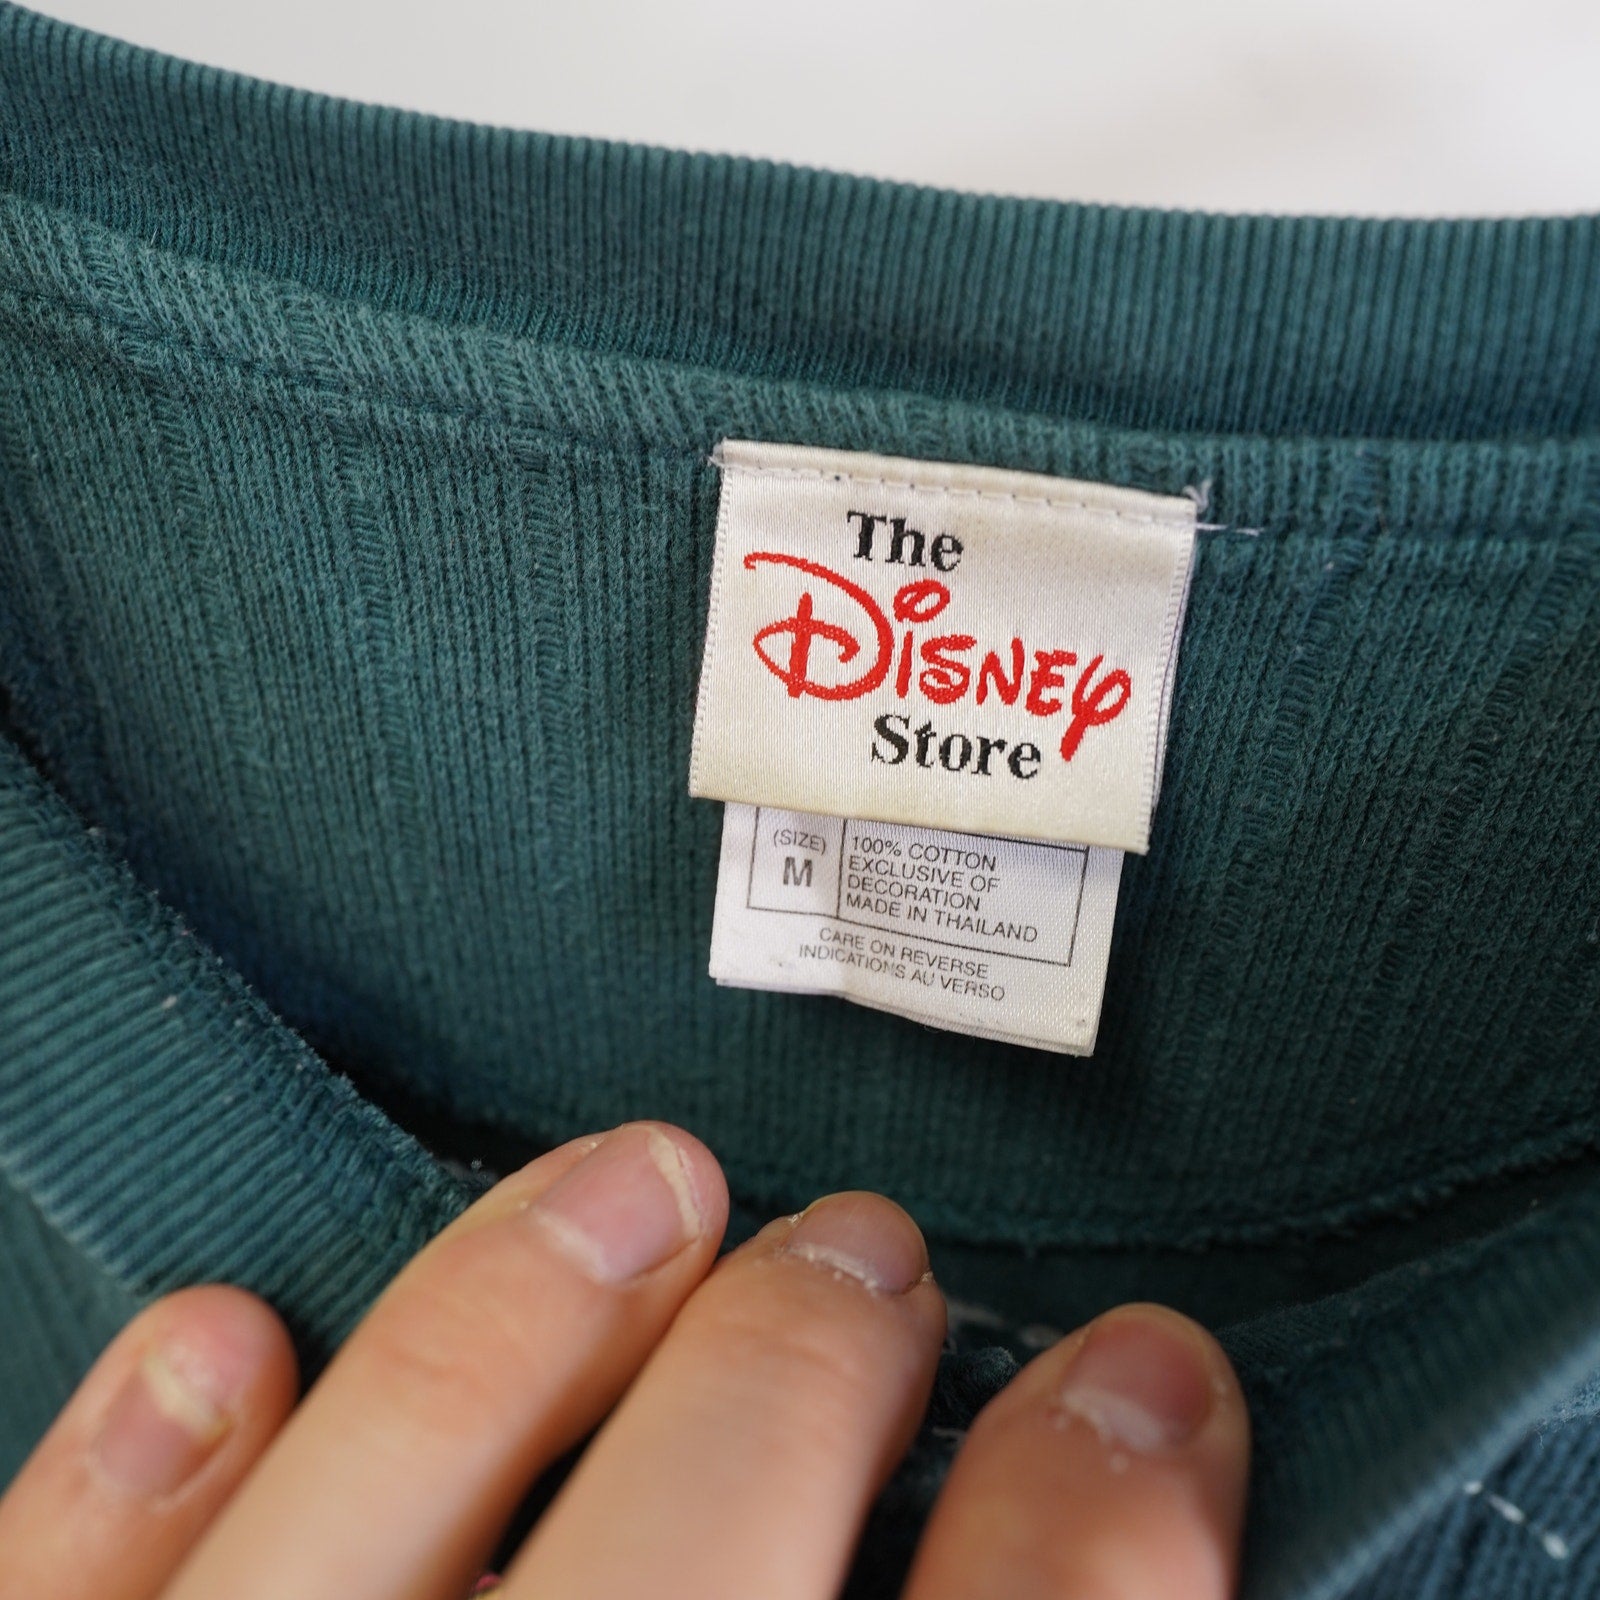 The
Disney
Store
(SIZE)
M
100% COTTON
EXCLUSIVE OF
DECORATION
MADE IN THAILAND
CARE ON REVERSE
INDICATIONS AU VERSO